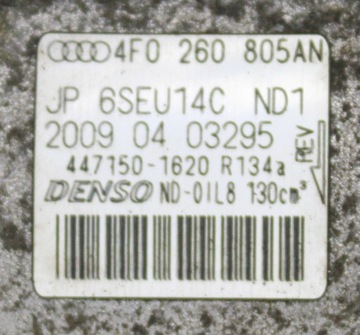 4F0 260 805AN
JP 6SEU14C ND1
2009 04 03295
REV
447150-1620 R134a
DENSO ND-OIL8 130cm³